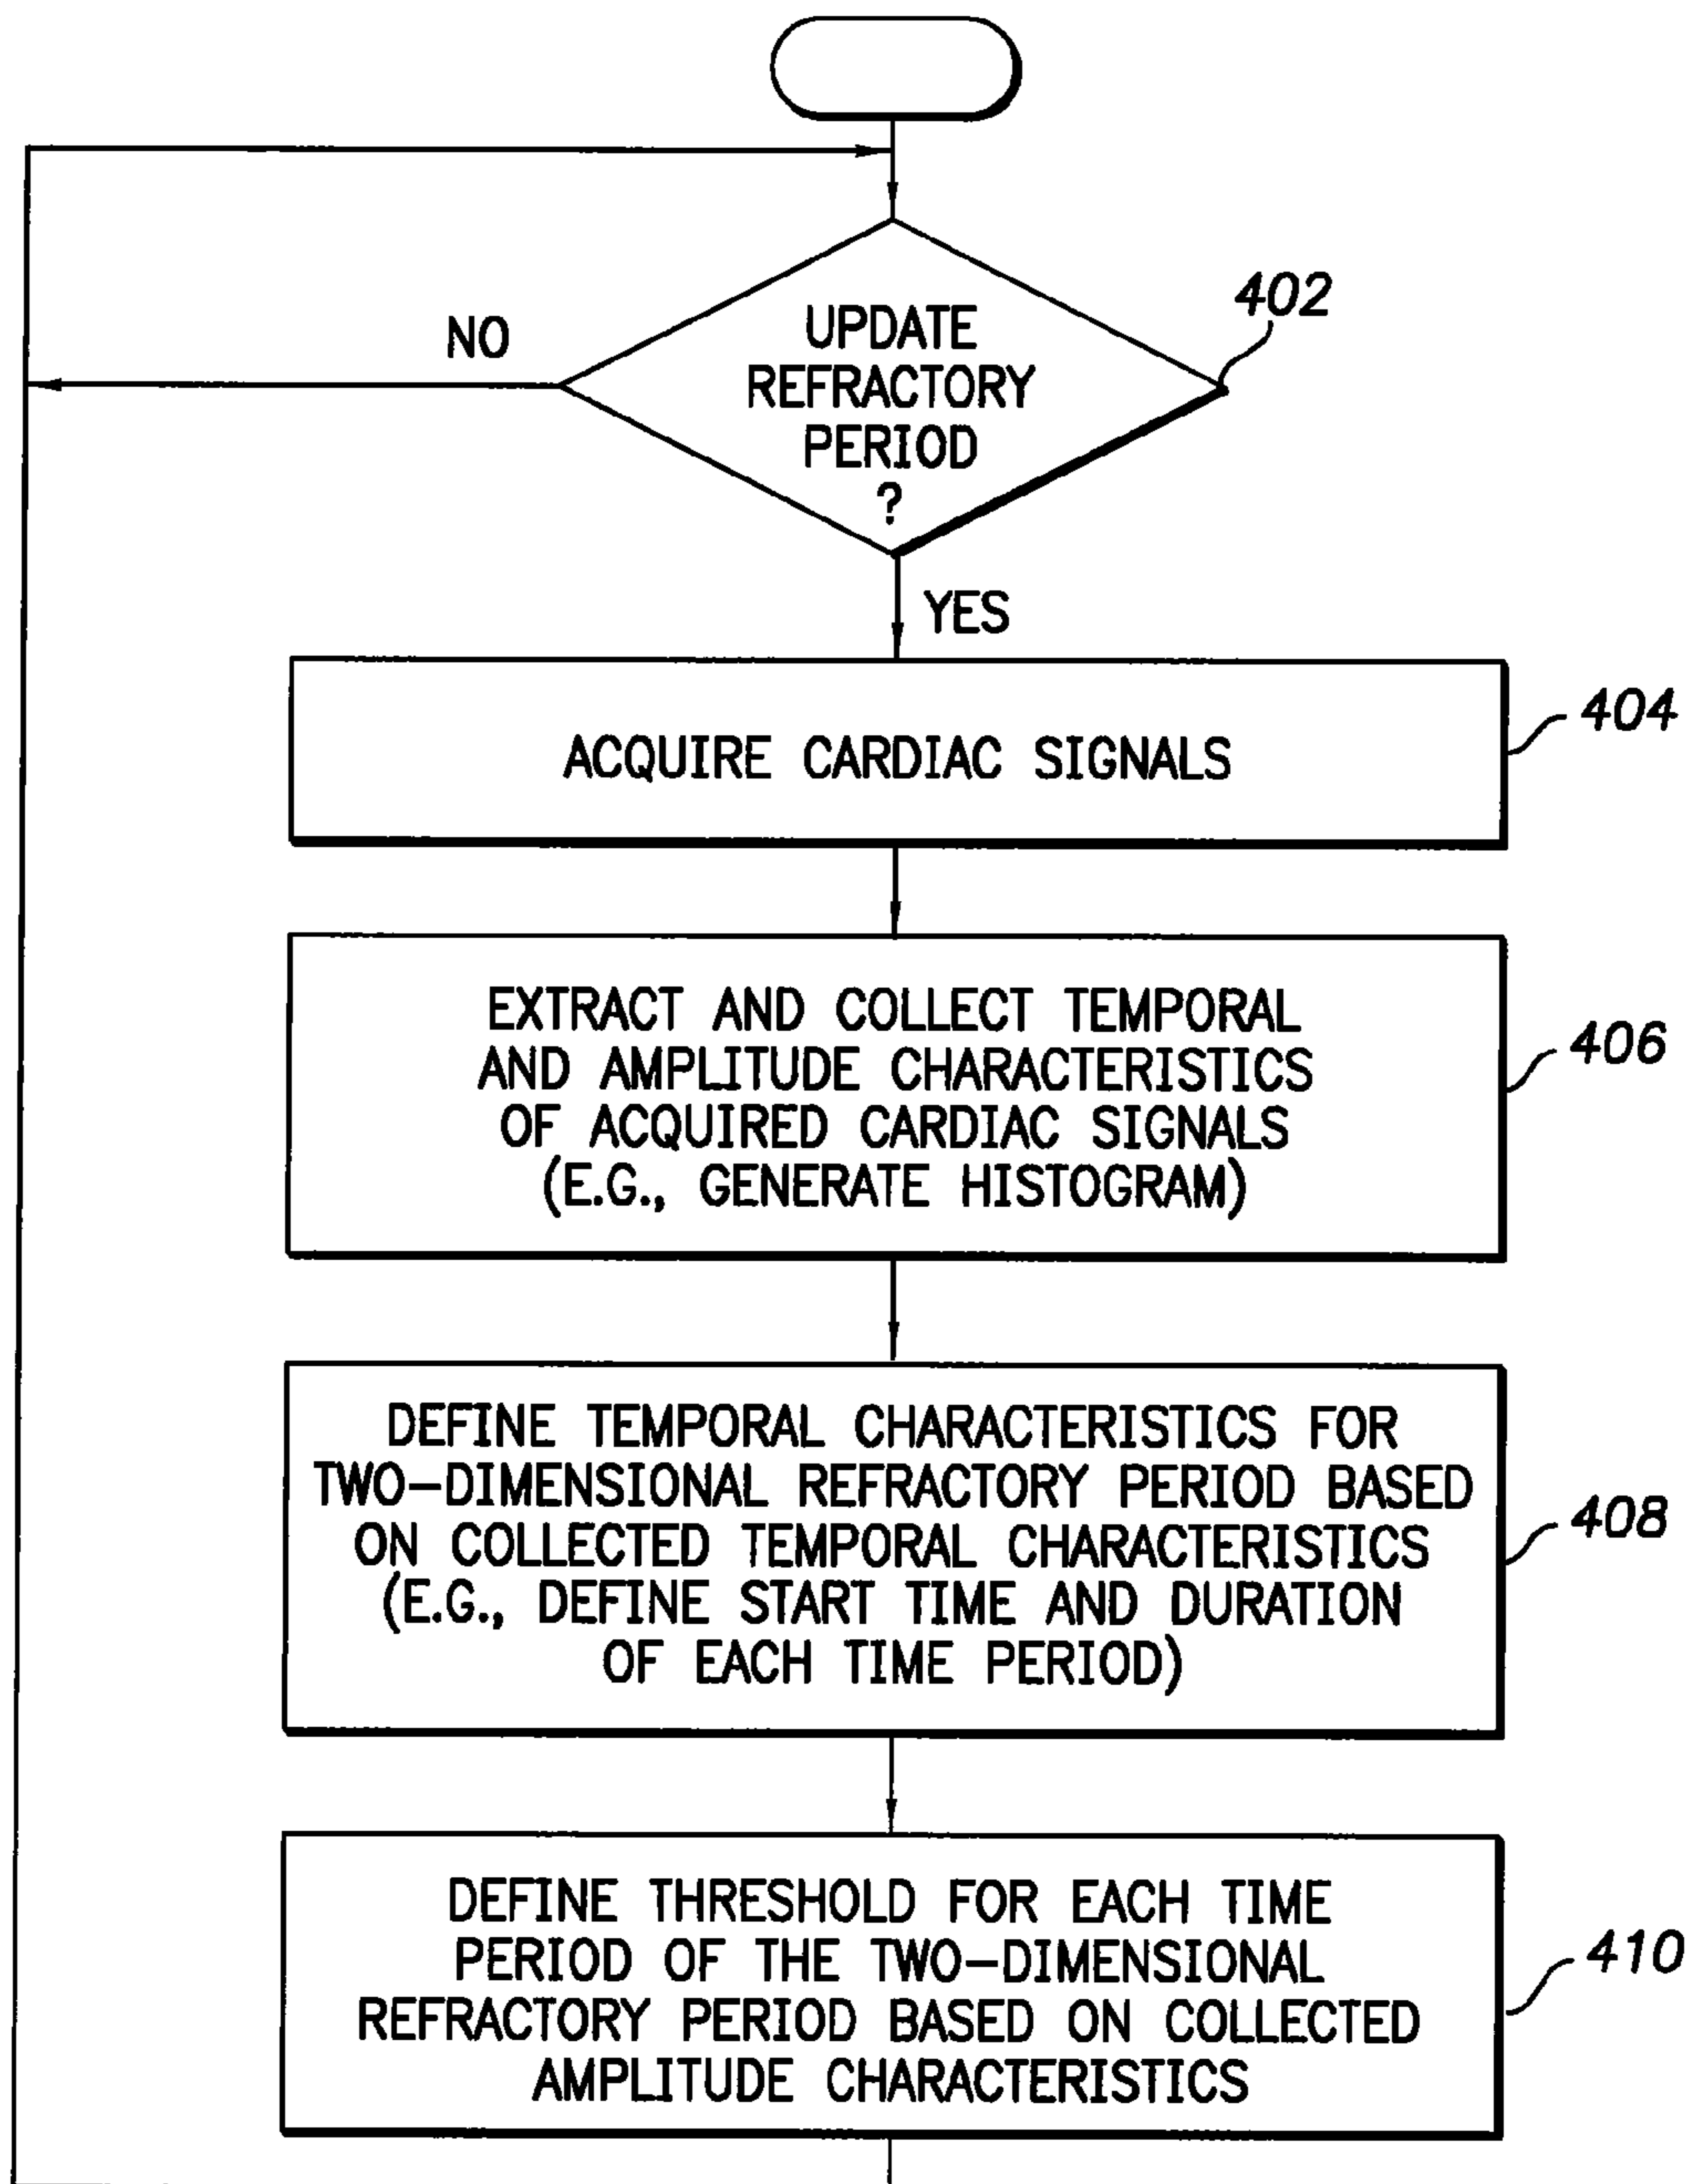 402
UPDATE
REFRACTORY
PERIOD
?
NO
YES
ACQUIRE CARDIAC SIGNALS
404
EXTRACT AND COLLECT TEMPORAL
AND AMPLITUDE CHARACTERISTICS
OF ACQUIRED CARDIAC SIGNALS
(E.G., GENERATE HISTOGRAM)
406
DEFINE TEMPORAL CHARACTERISTICS FOR
TWO-DIMENSIONAL REFRACTORY PERIOD BASED
ON COLLECTED TEMPORAL CHARACTERISTICS
(E.G., DEFINE START TIME AND DURATION
OF EACH TIME PERIOD)
408
DEFINE THRESHOLD FOR EACH TIME
PERIOD OF THE TWO-DIMENSIONAL
REFRACTORY PERIOD BASED ON COLLECTED
AMPLITUDE CHARACTERISTICS
410